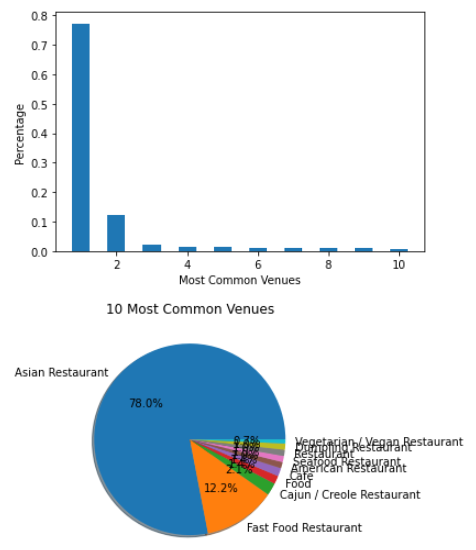 0.8
0.7
0.6
0.5
0.4
0.3
0.2
0.1
0.0
Percentage
2 4 6 8 10
Most Common Venues
10 Most Common Venues
Asian Restaurant
78.0%
Vegetarian / Vegan Restaurant
Dumpling Restaurant
Restaurant
Seafood Restaurant
American Restaurant
Cafe
Food
2.1%
Cajun / Creole Restaurant
12.2%
Fast Food Restaurant